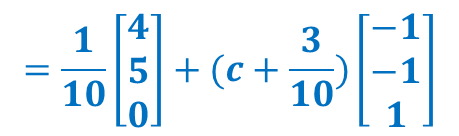 = 1/10 [4 5 0] + (c + 3/10) [−1 −1 1]